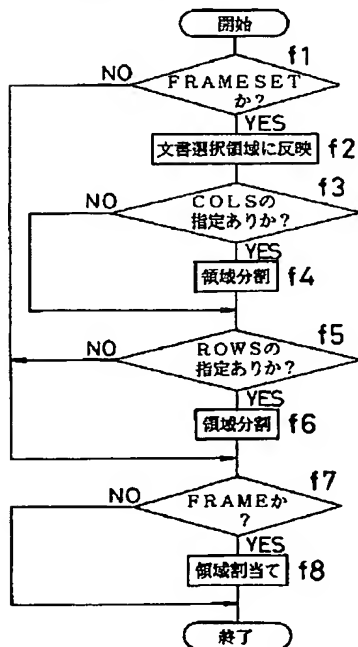 開始
f1
NO
FRAMESET
か?
YES
文書選択領域に反映
f2
f3
NO
COLSの
指定ありか?
YES
領域分割
f4
f5
NO
ROWSの
指定ありか?
YES
領域分割
f6
f7
NO
FRAMEか
?
YES
領域割当て
f8
終了